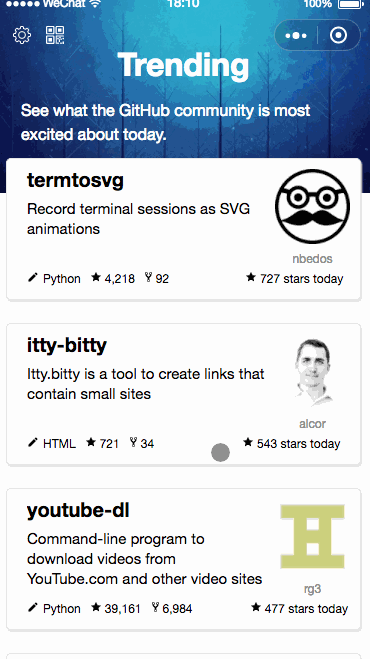 WeChat 18:10 100%
Trending
See what the GitHub community is most
excited about today.
termtosvg
Record terminal sessions as SVG
animations
nbedos
Python 4,218 92 727 stars today
itty-bitty
Itty.bitty is a tool to create links that
contain small sites
alcor
HTML 721 34 543 stars today
youtube-dl
Command-line program to
download videos from
YouTube.com and other video sites
rg3
Python 39,161 6,984 477 stars today